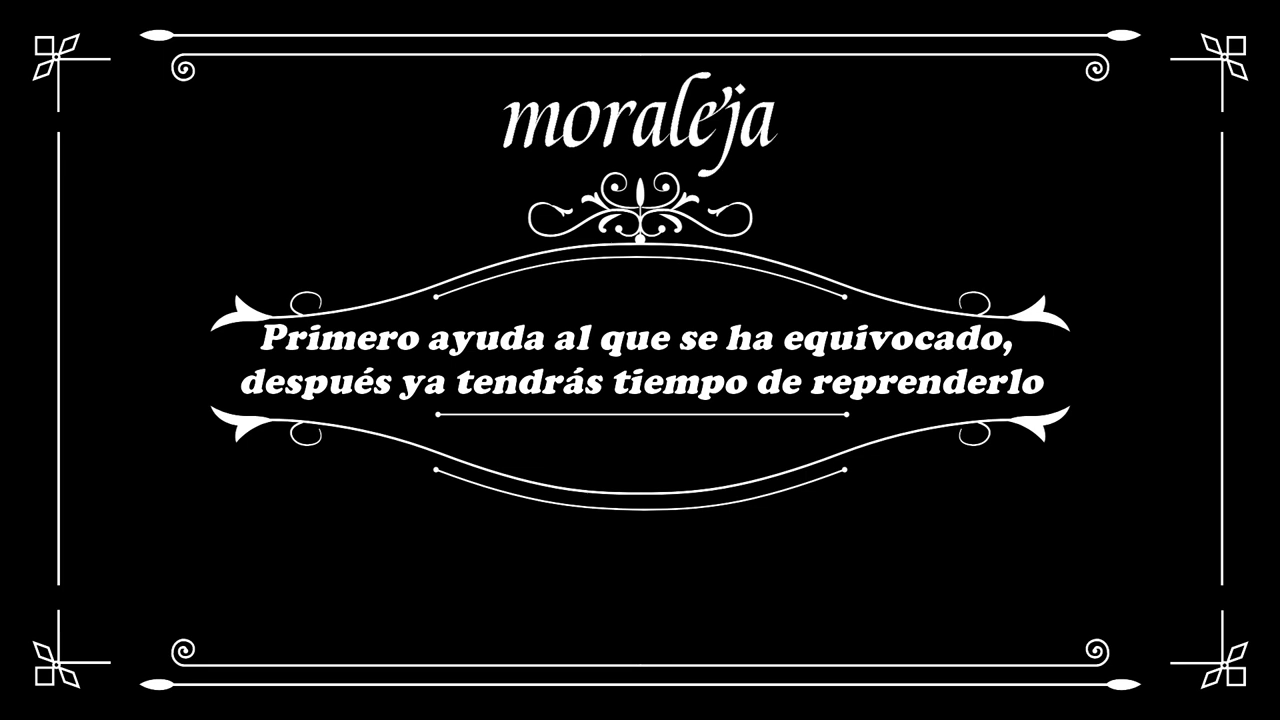 moraleja
Primero ayuda al que se ha equivocado,
después ya tendrás tiempo de reprenderlo